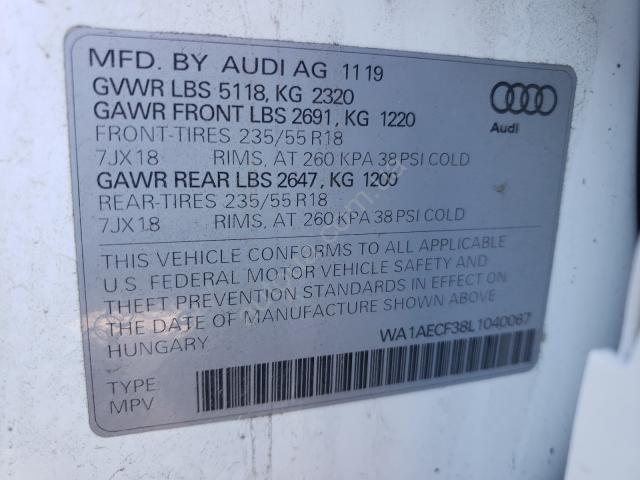 MFD. BY AUDI AG 1119
GVWR LBS 5118, KG 2320
GAWR FRONT LBS 2691, KG 1220
FRONT-TIRES 235/55 R18
7JX18 RIMS, AT 260 KPA 38 PSI COLD
GAWR REAR LBS 2647, KG 1200
REAR-TIRES 235/55 R18
7JX18 RIMS, AT 260 KPA 38 PSI COLD
Audi
THIS VEHICLE CONFORMS TO ALL APPLICABLE
U.S. FEDERAL MOTOR VEHICLE SAFETY AND
THEFT PREVENTION STANDARDS IN EFFECT ON
THE DATE OF MANUFACTURE SHOWN ABOVE
HUNGARY
WA1AECF38L1040067
TYPE
MPV